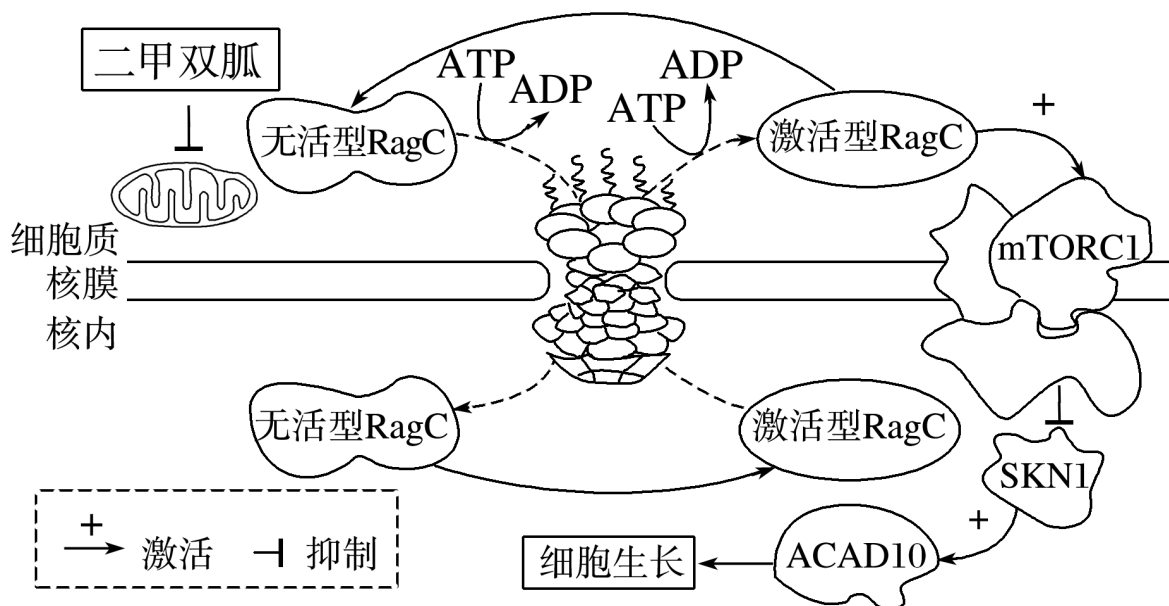 二甲双胍
ATP
ADP
ADP
ATP
+
无活型RagC
激活型RagC
细胞质
核膜
核内
mTORC1
无活型RagC
激活型RagC
SKN1
+
ACAD10
细胞生长
+
激活
抑制